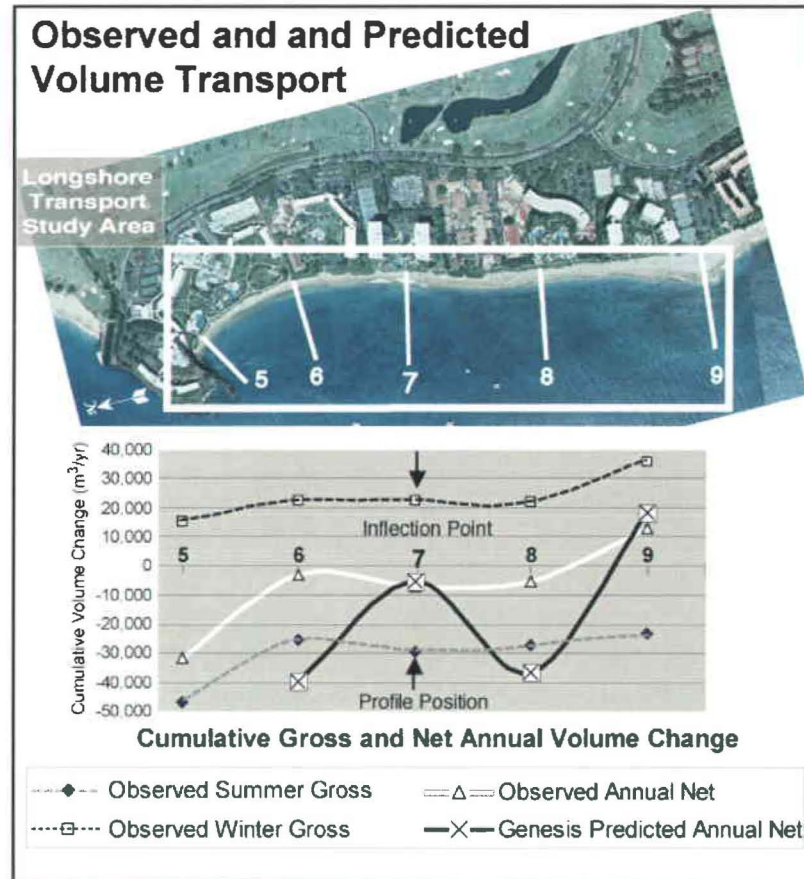 Observed and and Predicted
Volume Transport
Longshore
Transport
Study Area
5
6
7
8
9
N
Cumulative Volume Change (m³/yr)
40,000
30,000
20,000
10,000
0
-10,000
-20,000
-30,000
-40,000
-50,000
Inflection Point
5 6 7 8 9
Profile Position
Cumulative Gross and Net Annual Volume Change
Observed Summer Gross
Observed Annual Net
Observed Winter Gross
Genesis Predicted Annual Net